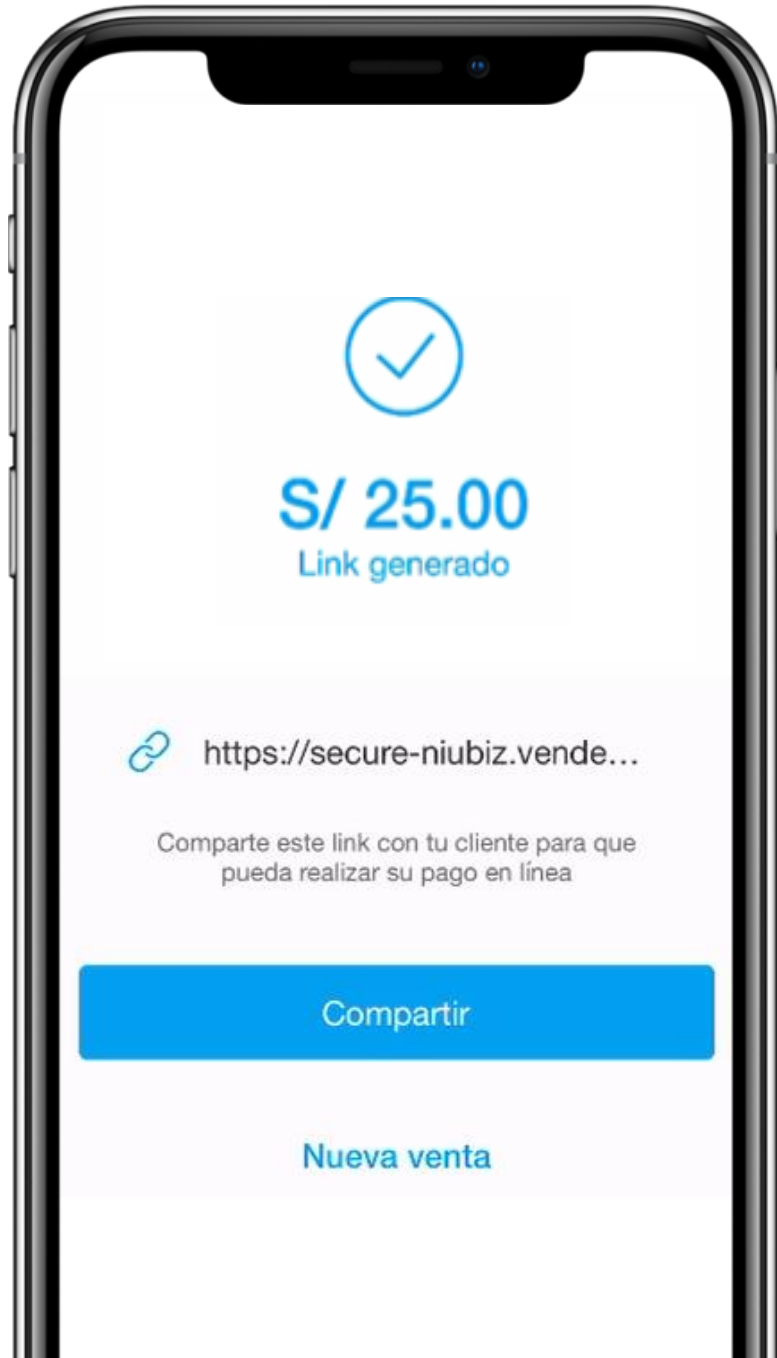 S/ 25.00
Link generado
https://secure-niubiz.vende...
Comparte este link con tu cliente para que
pueda realizar su pago en línea
Compartir
Nueva venta